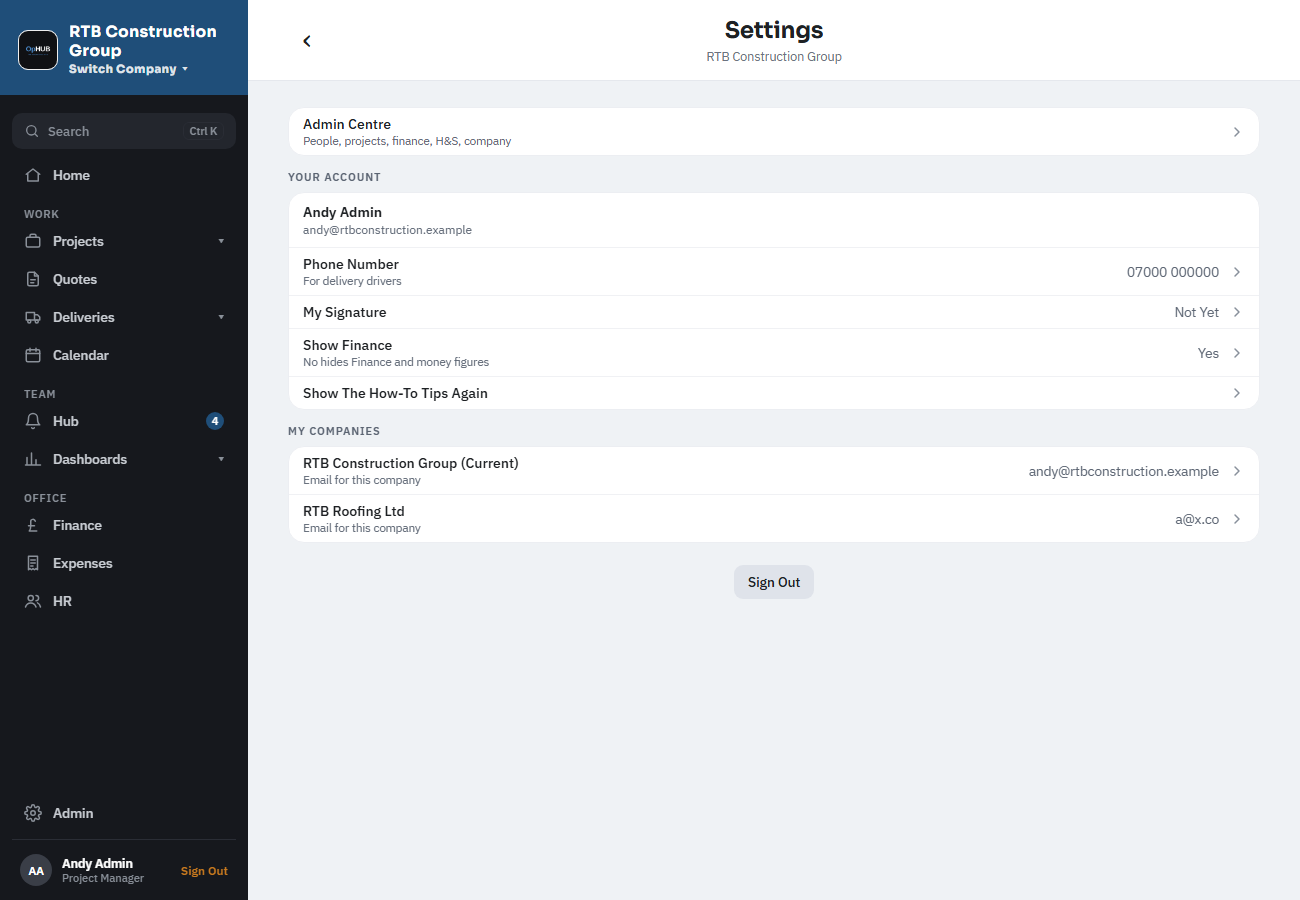 OpHUB
RTB Construction
Group
Switch Company
Search
Ctrl K
Home
WORK
Projects
Quotes
Deliveries
Calendar
TEAM
Hub
4
Dashboards
OFFICE
£ Finance
Expenses
HR
Admin
AA
Andy Admin
Project Manager
Sign Out
Settings
RTB Construction Group
Admin Centre
People, projects, finance, H&S, company
YOUR ACCOUNT
Andy Admin
andy@rtbconstruction.example
Phone Number
For delivery drivers
07000 000000
My Signature
Not Yet
Show Finance
No hides Finance and money figures
Yes
Show The How-To Tips Again
MY COMPANIES
RTB Construction Group (Current)
Email for this company
andy@rtbconstruction.example
RTB Roofing Ltd
Email for this company
a@x.co
Sign Out